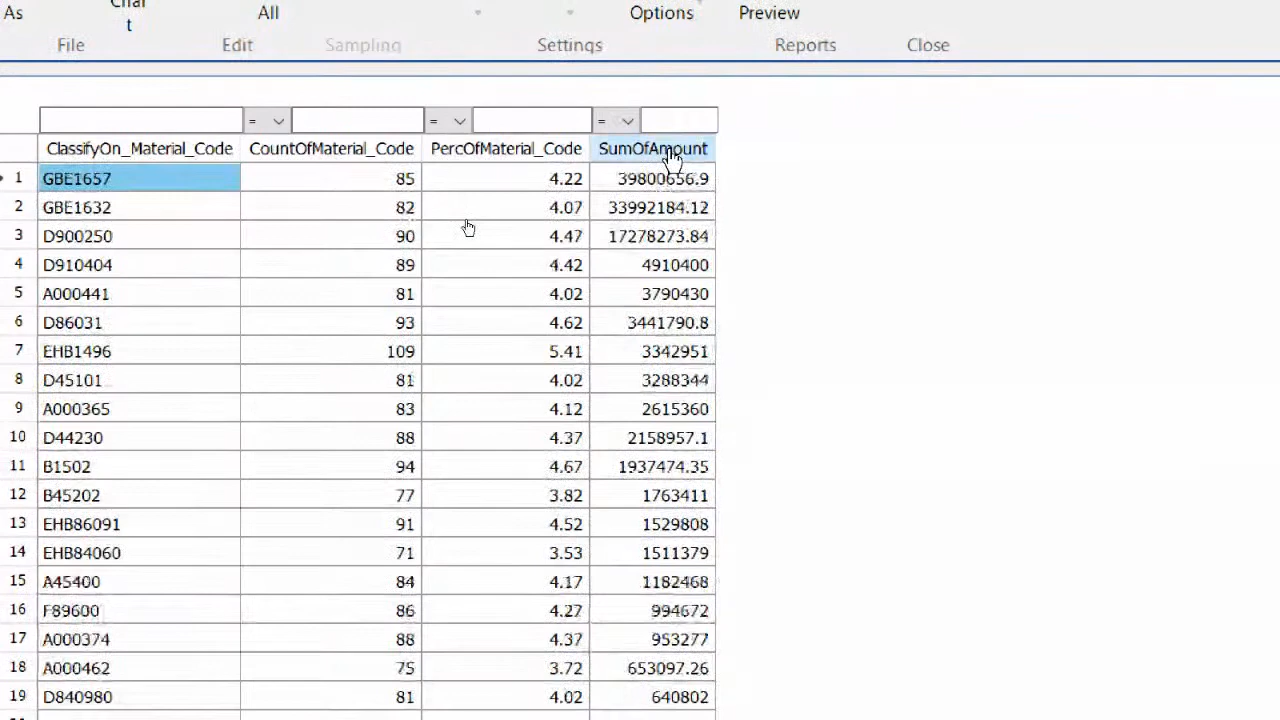 As
Char
t
All
Options
Preview
File Edit Sampling Settings Reports Close
= = =
ClassifyOn_Material_Code CountOfMaterial_Code PercOfMaterial_Code SumOfAmount
1 GBE1657 85 4.22 39800656.9
2 GBE1632 82 4.07 33992184.12
3 D900250 90 4.47 17278273.84
4 D910404 89 4.42 4910400
5 A000441 81 4.02 3790430
6 D86031 93 4.62 3441790.8
7 EHB1496 109 5.41 3342951
8 D45101 81 4.02 3288344
9 A000365 83 4.12 2615360
10 D44230 88 4.37 2158957.1
11 B1502 94 4.67 1937474.35
12 B45202 77 3.82 1763411
13 EHB86091 91 4.52 1529808
14 EHB84060 71 3.53 1511379
15 A45400 84 4.17 1182468
16 F89600 86 4.27 994672
17 A000374 88 4.37 953277
18 A000462 75 3.72 653097.26
19 D840980 81 4.02 640802